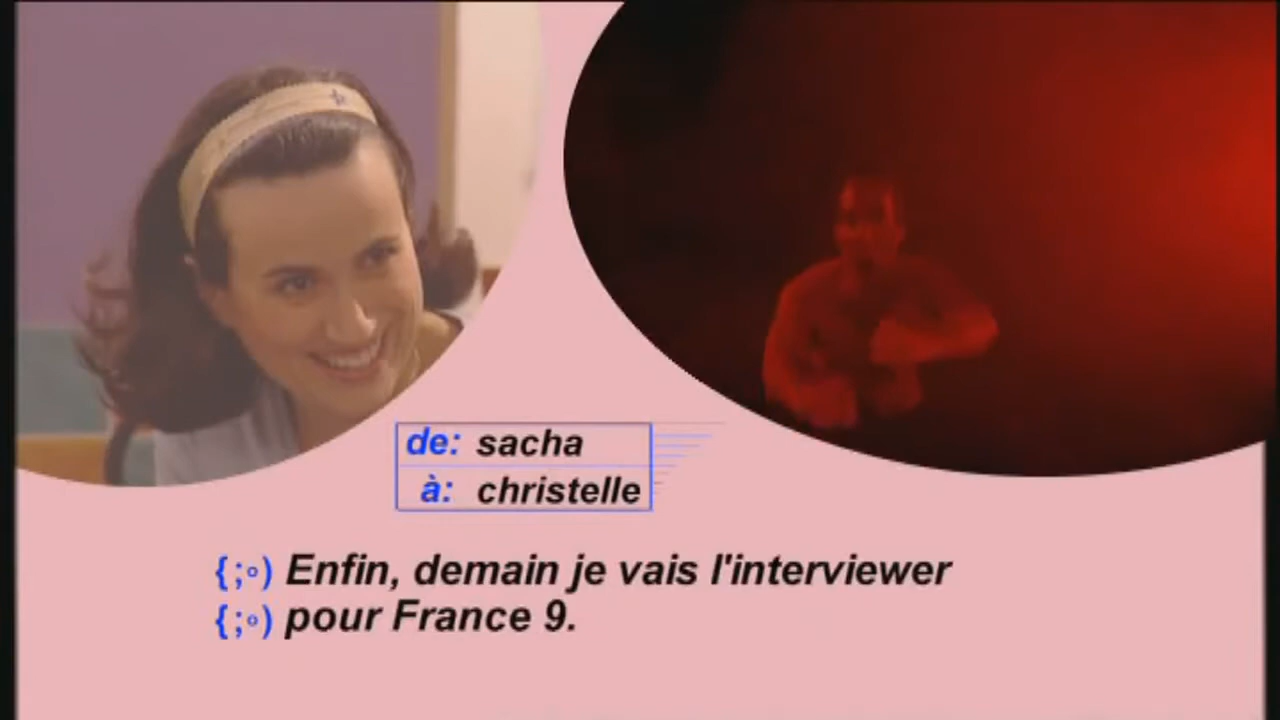 de: sacha
à: christelle
{;°) Enfin, demain je vais l'interviewer
{;°) pour France 9.